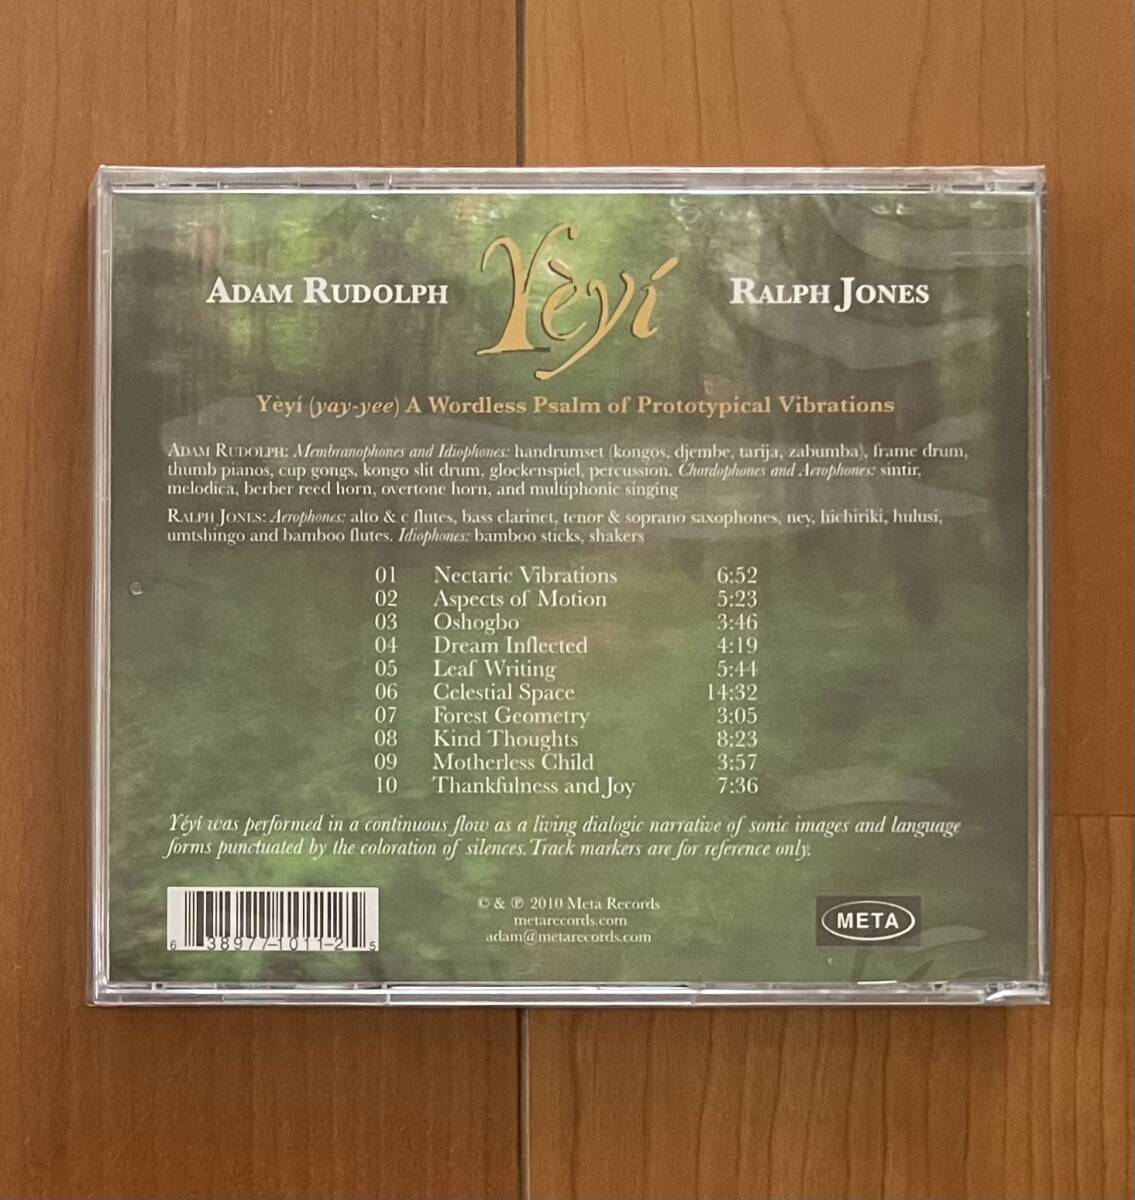 ADAM RUDOLPH Yèyí RALPH JONES
Yèyí (yay-yee) A Wordless Psalm of Prototypical Vibrations
ADAM RUDOLPH: Membranophones and Idiophones: handrumset (kongos, djembe, tarija, zabumba), frame drum,
thumb pianos, cup gongs, kongo slit drum, glockenspiel, percussion. Chordophones and Aerophones: sintir,
melodica, berber reed horn, overtone horn, and multiphonic singing
RALPH JONES: Aerophones: alto & c flutes, bass clarinet, tenor & soprano saxophones, ney, hichiriki, hulusi,
umtshingo and bamboo flutes. Idiophones: bamboo sticks, shakers
01 Nectaric Vibrations 6:52
02 Aspects of Motion 5:23
03 Oshogbo 3:46
04 Dream Inflected 4:19
05 Leaf Writing 5:44
06 Celestial Space 14:32
07 Forest Geometry 3:05
08 Kind Thoughts 8:23
09 Motherless Child 3:57
10 Thankfulness and Joy 7:36
Yéyí was performed in a continuous flow as a living dialogic narrative of sonic images and language
forms punctuated by the coloration of silences. Track markers are for reference only.
© & ℗ 2010 Meta Records
metarecords.com
adam@metarecords.com
META
6 38977-1011-2 5